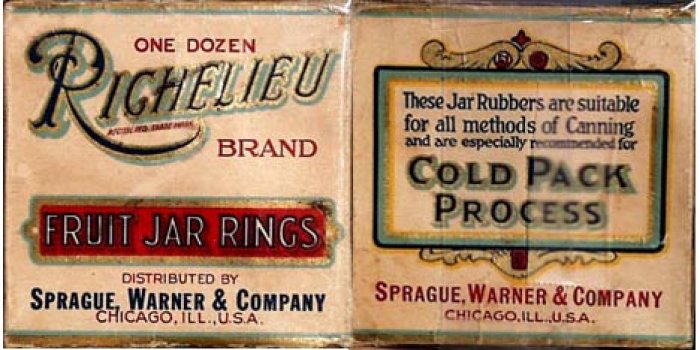 ONE DOZEN
RICHELIEU
BRAND
FRUIT JAR RINGS
DISTRIBUTED BY
SPRAGUE, WARNER & COMPANY
CHICAGO, ILL., U.S.A.
These Jar Rubbers are suitable
for all methods of Canning
and are especially recommended for
COLD PACK
PROCESS
SPRAGUE, WARNER & COMPANY
CHICAGO, ILL., U.S.A.